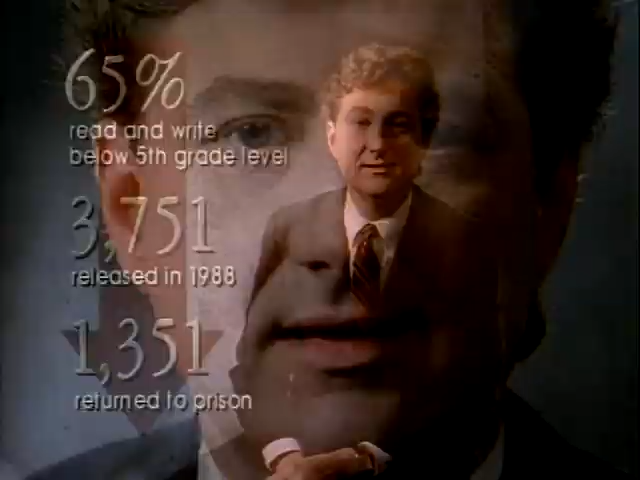 65%
read and write
below 5th grade level
3,751
released in 1988
1,351
returned to prison